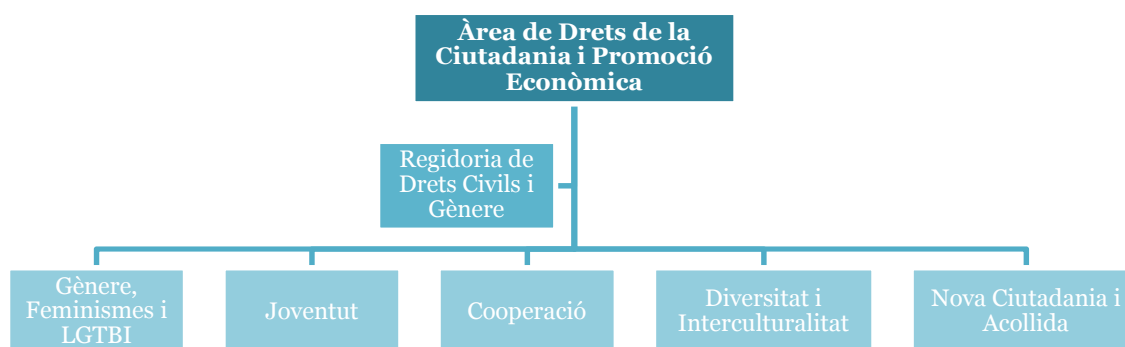 Àrea de Drets de la
Ciutadania i Promoció
Econòmica
Regidoria de
Drets Civils i
Gènere
Gènere,
Feminismes i
LGTBI
Joventut
Cooperació
Diversitat i
Interculturalitat
Nova Ciutadania i
Acollida